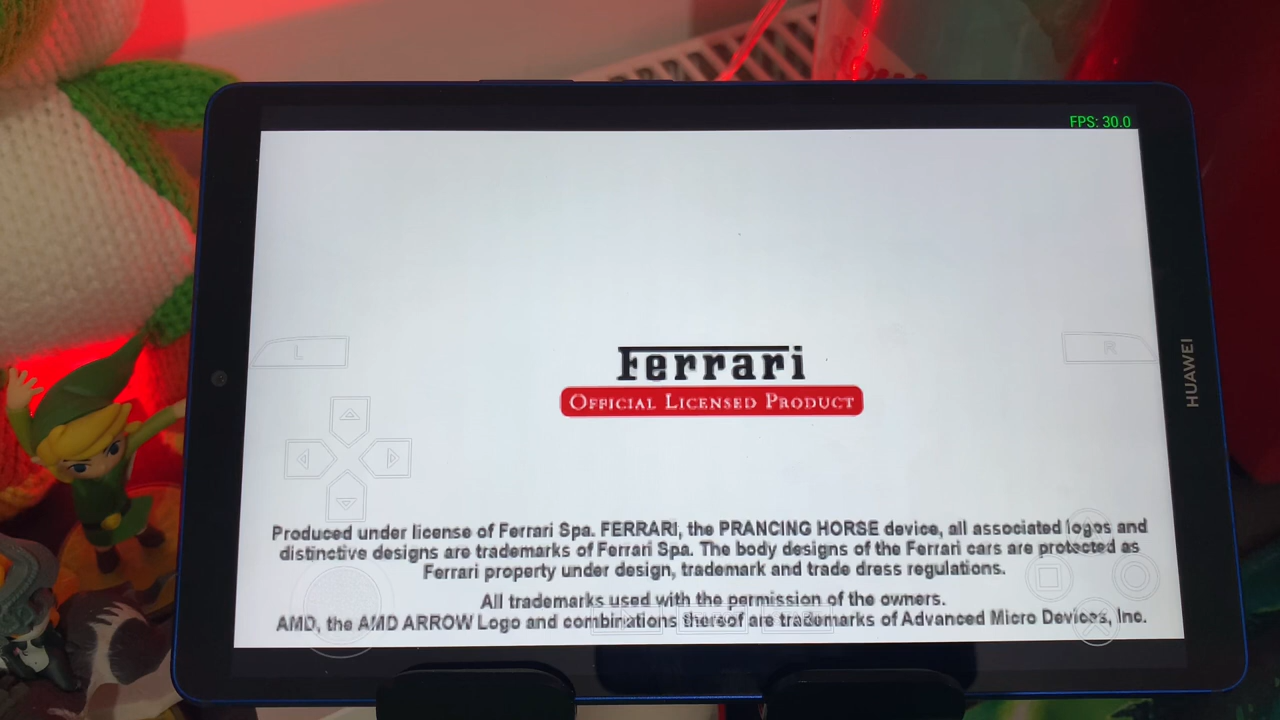 FPS: 30.0
L
R
HUAWEI
Ferrari
OFFICIAL LICENSED PRODUCT
Produced under license of Ferrari Spa. FERRARI, the PRANCING HORSE device, all associated logos and
distinctive designs are trademarks of Ferrari Spa. The body designs of the Ferrari cars are protected as
Ferrari property under design, trademark and trade dress regulations.
All trademarks used with the permission of the owners.
AMD, the AMD ARROW Logo and combinations thereof are trademarks of Advanced Micro Devices, Inc.